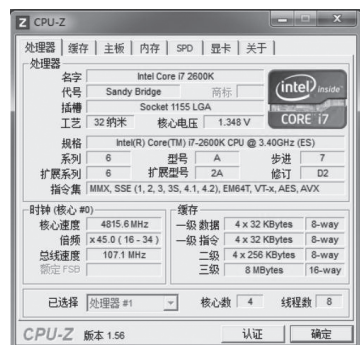 CPU-Z
处理器 缓存 主板 内存 SPD 显卡 关于
处理器
名字 Intel Core i7 2600K
代号 Sandy Bridge 商标
插槽 Socket 1155 LGA
工艺 32 纳米 核心电压 1.348 V
(intel) inside™
CORE™ i7
规格 Intel(R) Core(TM) i7-2600K CPU @ 3.40GHz (ES)
系列 6 型号 A 步进 7
扩展系列 6 扩展型号 2A 修订 D2
指令集 MMX, SSE (1, 2, 3, 3S, 4.1, 4.2), EM64T, VT-x, AES, AVX
时钟 (核心 #0) 缓存
核心速度 4815.6 MHz 一级 数据 4 x 32 KBytes 8-way
倍频 x 45.0 ( 16 - 34 ) 一级 指令 4 x 32 KBytes 8-way
总线速度 107.1 MHz 二级 4 x 256 KBytes 8-way
额定 FSB 三级 8 MBytes 16-way
已选择 处理器 #1 核心数 4 线程数 8
CPU-Z 版本 1.56 认证 确定